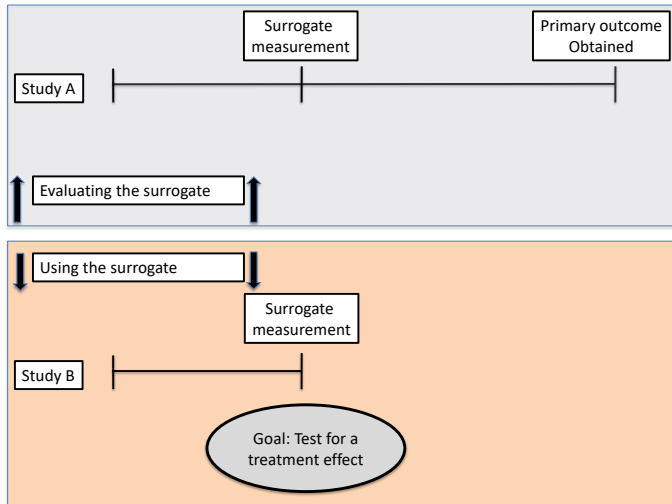 Surrogate
measurement
Primary outcome
Obtained
Study A
Evaluating the surrogate
Using the surrogate
Surrogate
measurement
Study B
Goal: Test for a
treatment effect